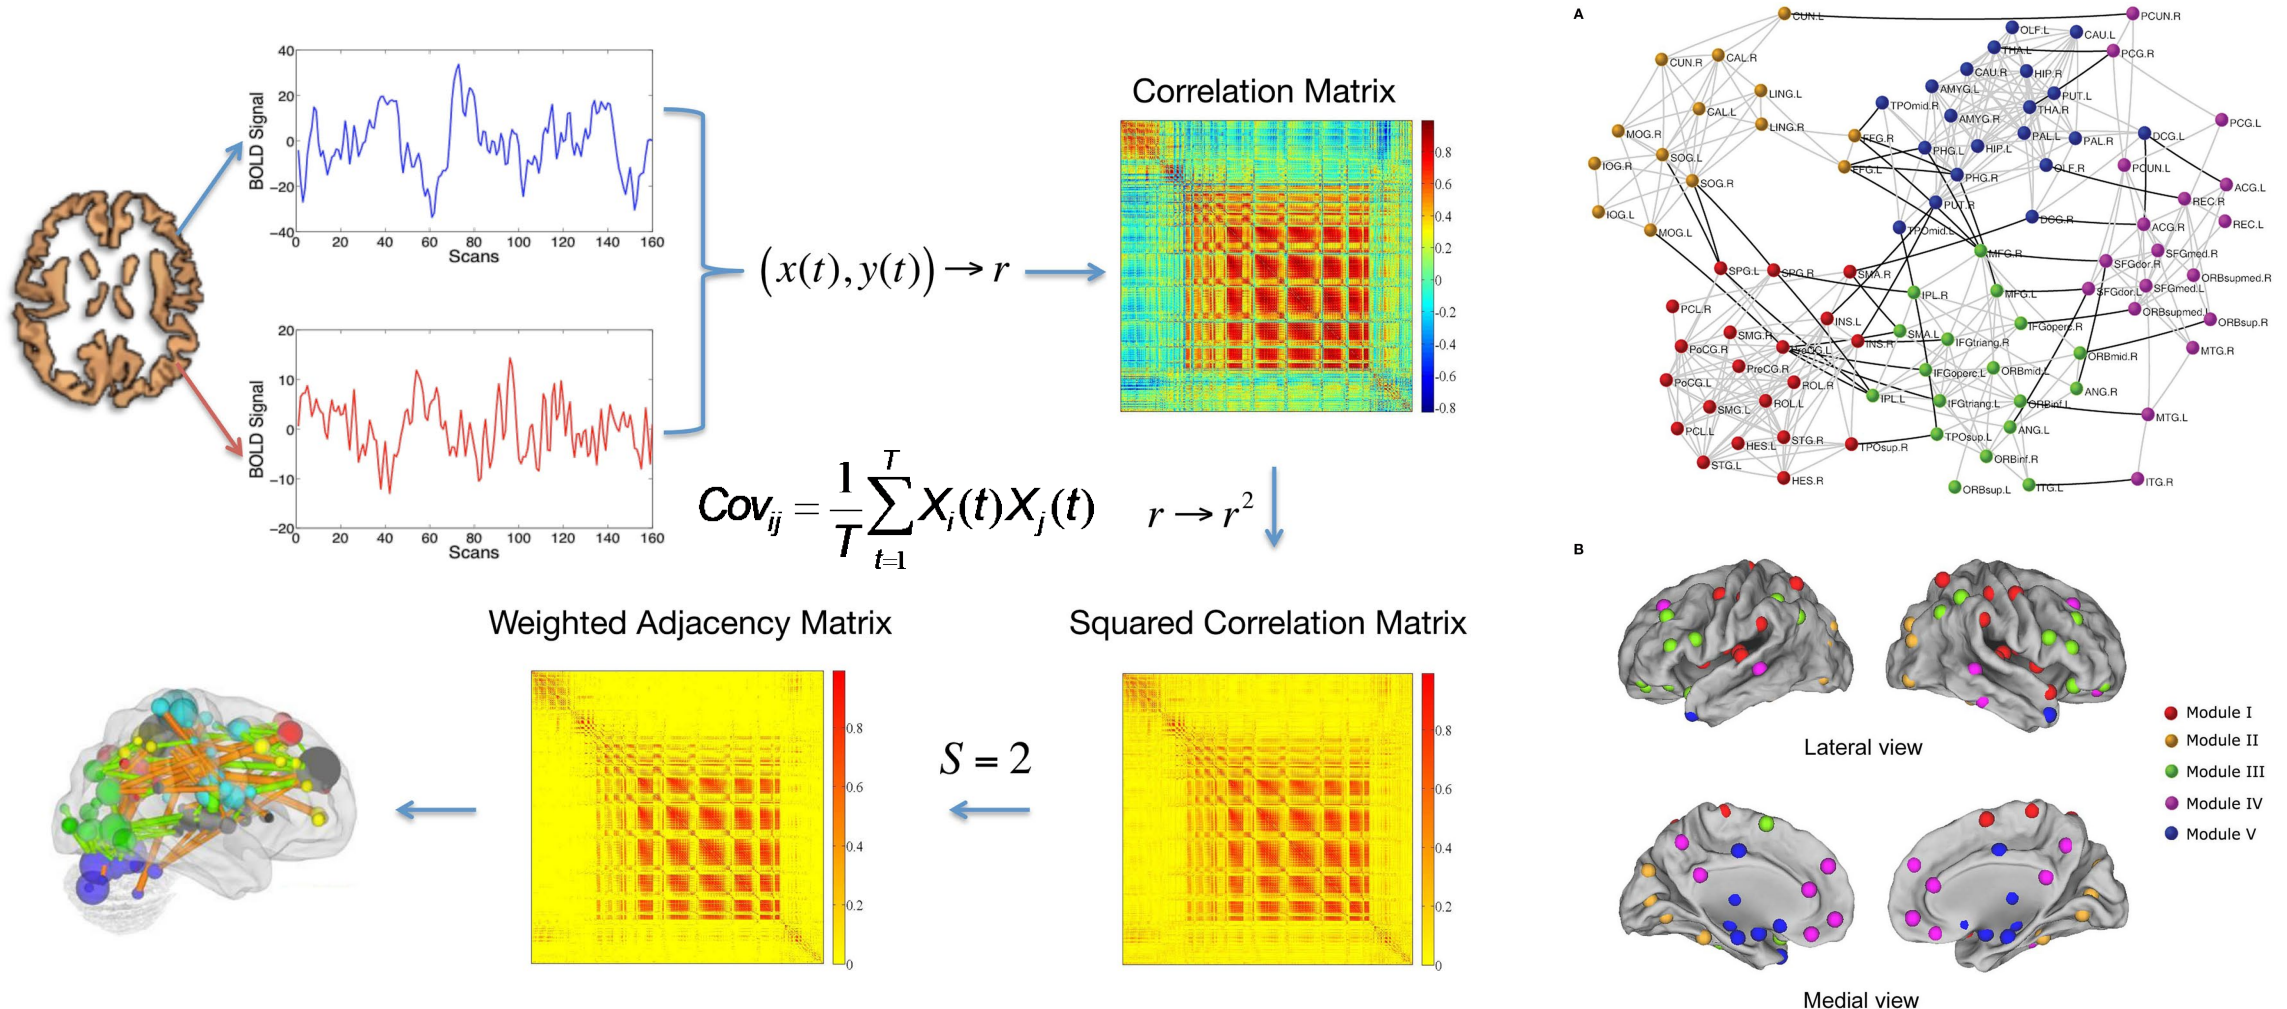 40
20
0
−20
−40
BOLD Signal
0 20 40 60 80 100 120 140 160
Scans
20
10
0
−10
−20
BOLD Signal
0 20 40 60 80 100 120 140 160
Scans
(x(t), y(t)) → r
Correlation Matrix
0.8
0.6
0.4
0.2
0
-0.2
-0.4
-0.6
-0.8
Cov_ij = 1/T ∑_{t=1}^{T} X_i(t)X_j(t)
r → r²
Weighted Adjacency Matrix
0.8
0.6
0.4
0.2
0
S = 2
Squared Correlation Matrix
0.8
0.6
0.4
0.2
0
A
CUN.L
PCUN.R
OLF.L
CAU.L
THA.L
PCG.R
CUN.R
CAL.R
CAU.R
HIP.R
AMYG.L
PUT.L
LING.L
TPOmid.R
THA.R
CAL.L
AMYG.R
PCG.L
LING.R
MOG.R
FFG.R
PAL.L
PAL.R
DCG.L
PHG.L
HIP.L
SOG.L
IOG.R
FFG.L
OLF.R
PCUN.L
PHG.R
SOG.R
ACG.L
REC.R
PUT.R
IOG.L
DCG.R
REC.L
MOG.L
TPOmid.L
ACG.R
MFG.R
SFGmed.R
SFGdor.R
SPG.L
SPG.R
SMA.R
ORBsupmed.R
SFGdor.L
SFGmed.L
IPL.R
MFG.L
PCL.R
ORBsupmed.L
INS.L
IFGoperc.R
ORBsup.R
SMG.R
SMA.L
INS.R
IFGtriang.R
PoCG.R
PreCG.L
MTG.R
ORBmid.R
PreCG.R
IFGoperc.L
ORBmid.L
PoCG.L
ROL.R
ANG.R
IPL.L
SMG.L
ROL.L
IFGtriang.L
ORBinf.L
MTG.L
PCL.L
ANG.L
TPOsup.L
HES.L
STG.R
TPOsup.R
STG.L
ORBinf.R
HES.R
ORBsup.L
ITG.L
ITG.R
B
Lateral view
Module I
Module II
Module III
Module IV
Module V
Medial view